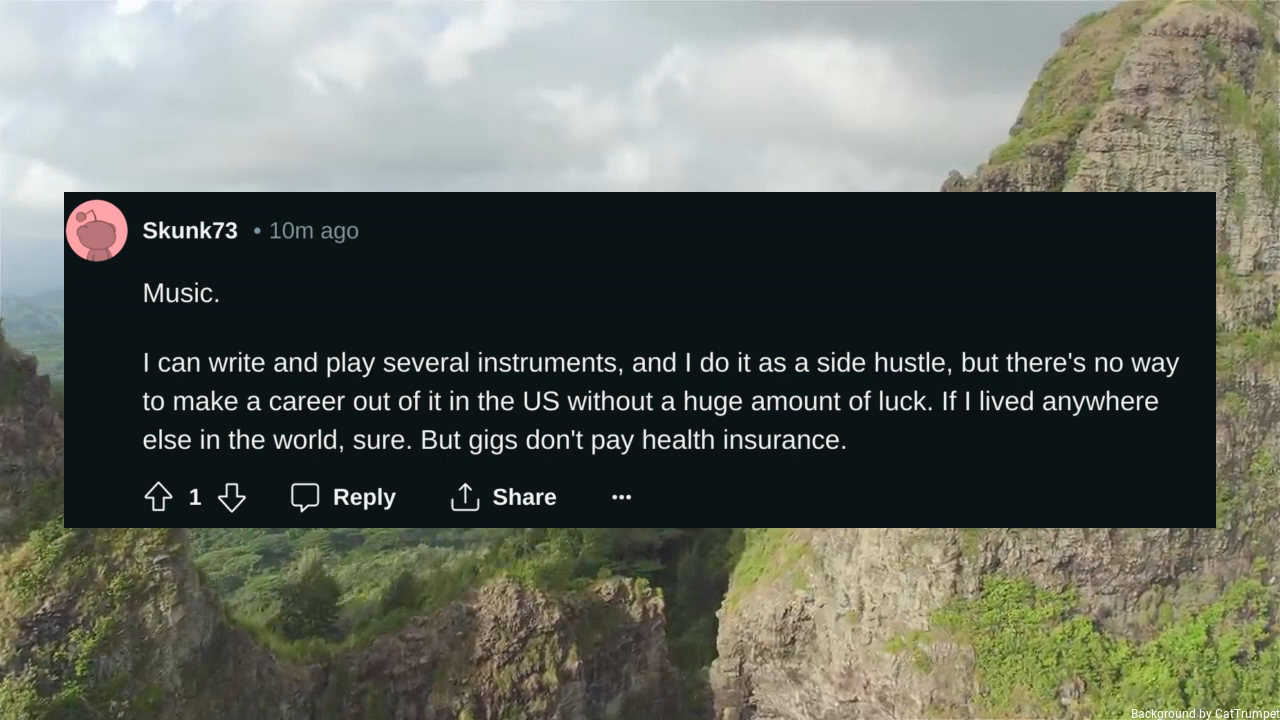 Skunk73 • 10m ago
Music.
I can write and play several instruments, and I do it as a side hustle, but there's no way
to make a career out of it in the US without a huge amount of luck. If I lived anywhere
else in the world, sure. But gigs don't pay health insurance.
1 Reply Share
Background by CatTrumpet